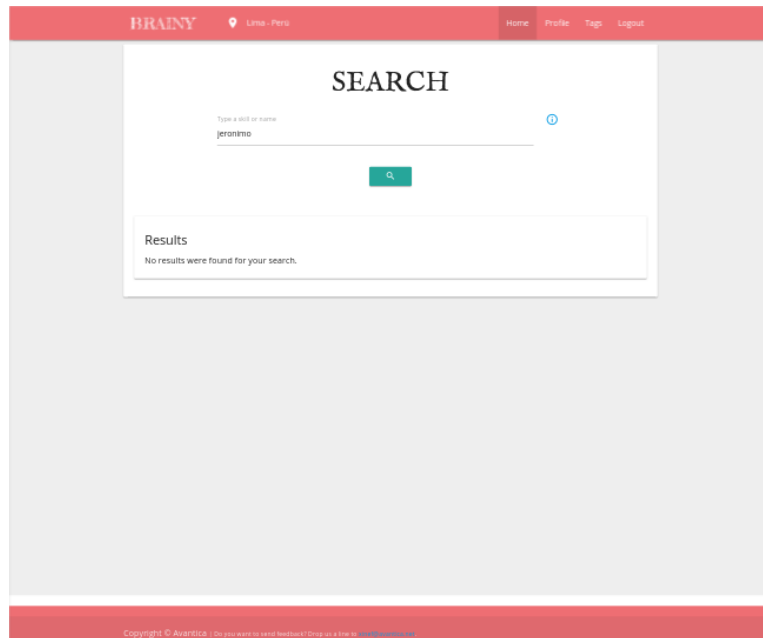 BRAINY Lima - Perú Home Profile Tags Logout
SEARCH
Type a skill or name
jeronimo
Results
No results were found for your search.
Copyright © Avantica | Do you want to send feedback? Drop us a line to